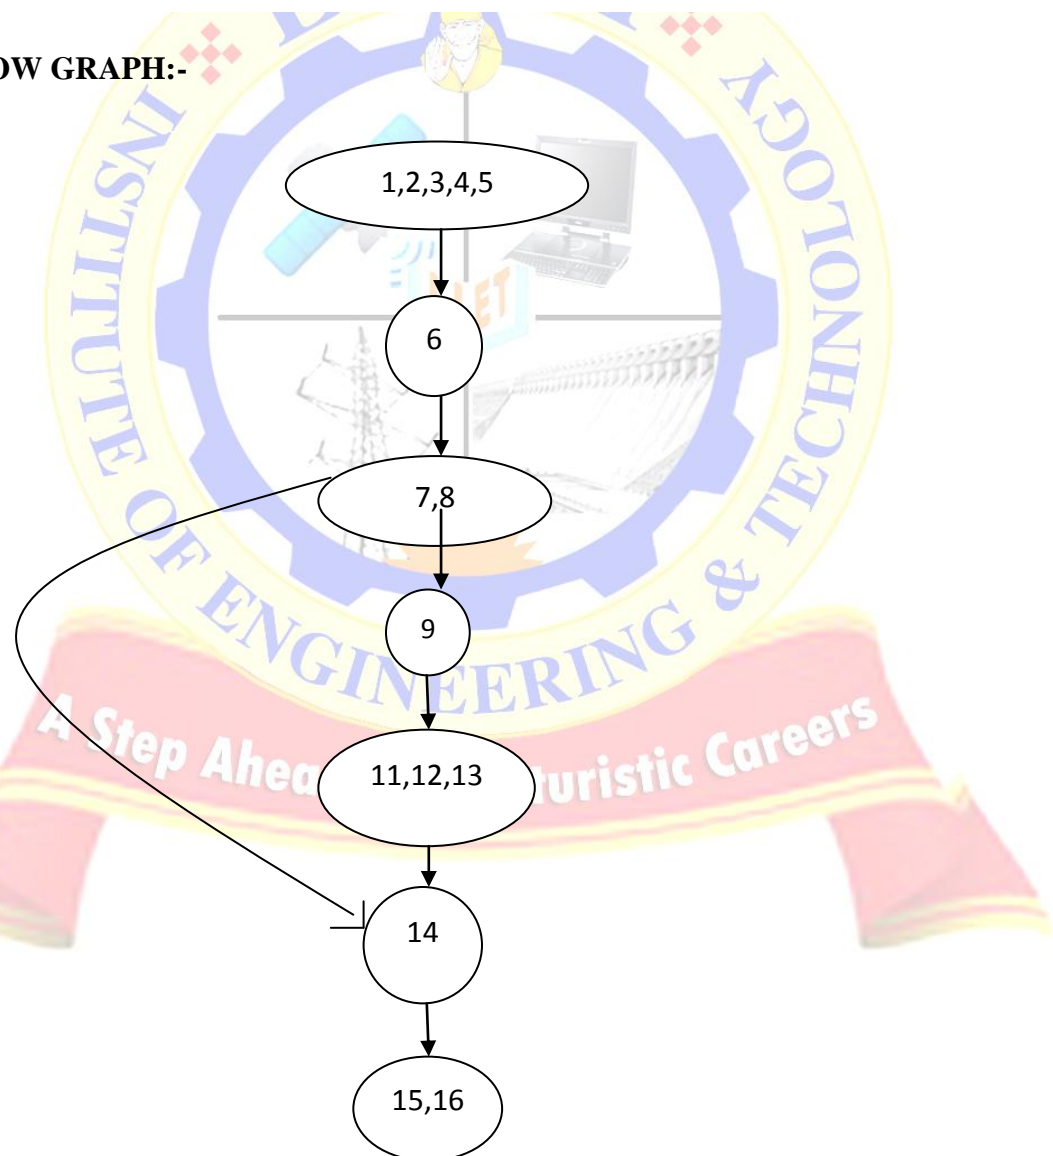 OW GRAPH:-
INSTITUTE OF ENGINEERING & TECHNOLOGY
1,2,3,4,5
6
7,8
9
A Step Ahea turistic Careers
11,12,13
14
15,16